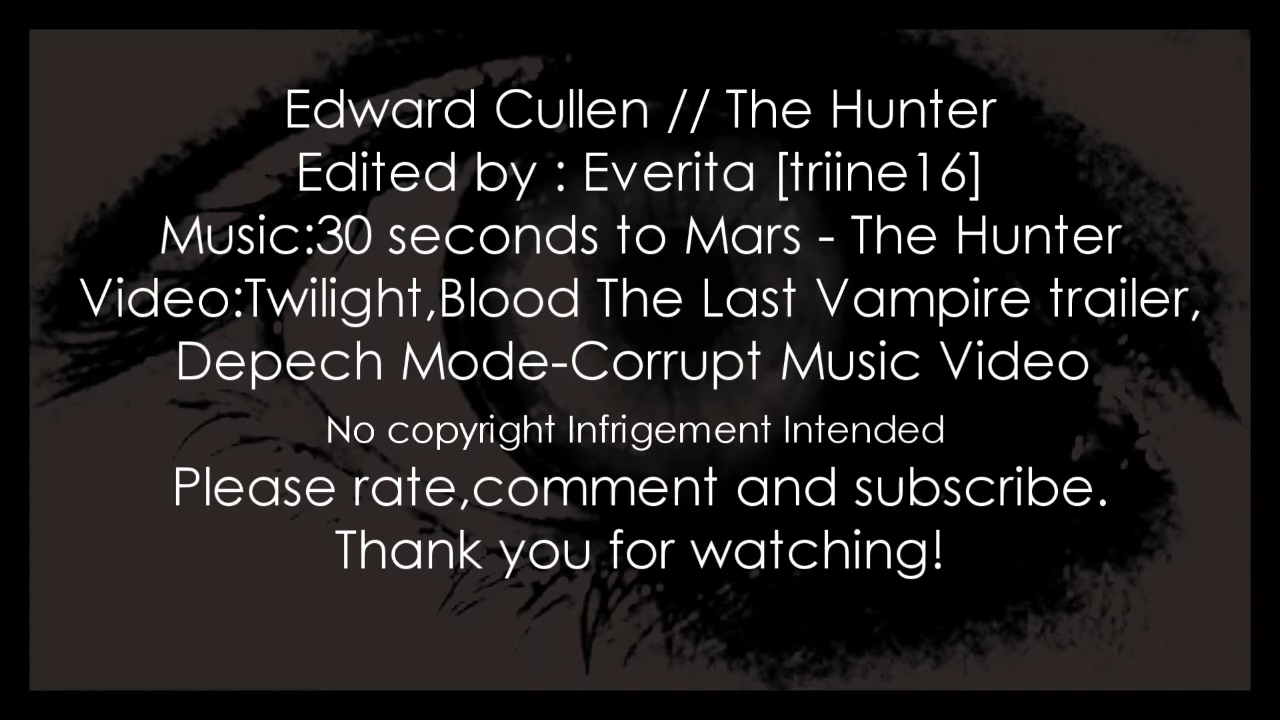 Edward Cullen // The Hunter
Edited by : Everita [triine16]
Music:30 seconds to Mars - The Hunter
Video:Twilight,Blood The Last Vampire trailer,
Depech Mode-Corrupt Music Video
No copyright Infrigement Intended
Please rate,comment and subscribe.
Thank you for watching!